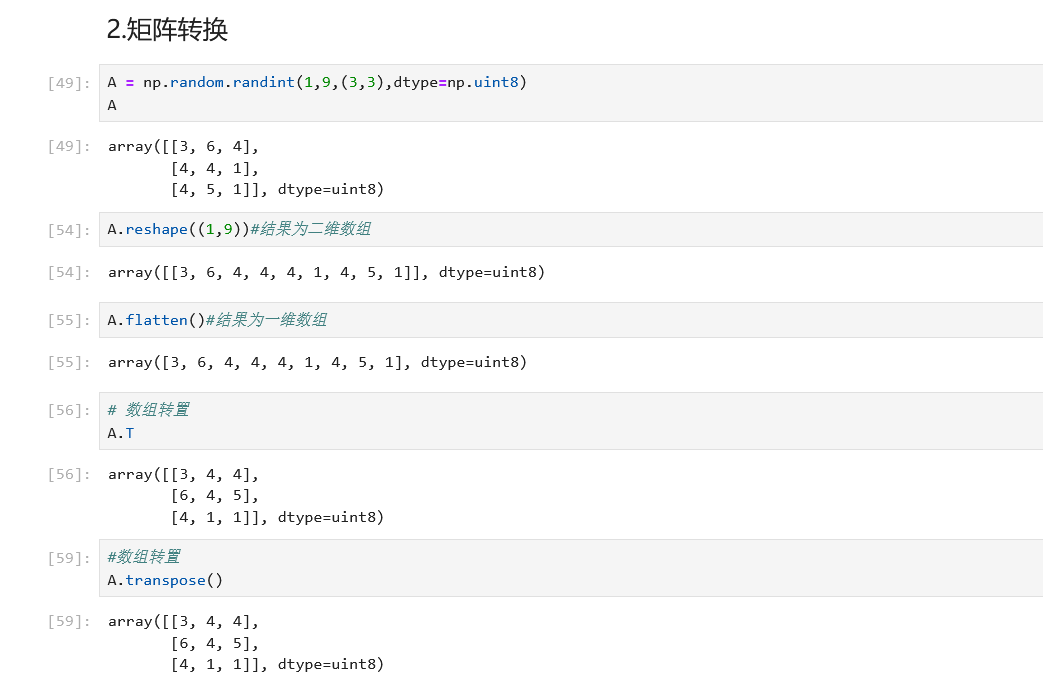 2.矩阵转换
[49]: A = np.random.randint(1,9,(3,3),dtype=np.uint8)
A
[49]: array([[3, 6, 4],
[4, 4, 1],
[4, 5, 1]], dtype=uint8)
[54]: A.reshape((1,9))#结果为二维数组
[54]: array([[3, 6, 4, 4, 4, 1, 4, 5, 1]], dtype=uint8)
[55]: A.flatten()#结果为一维数组
[55]: array([3, 6, 4, 4, 4, 1, 4, 5, 1], dtype=uint8)
[56]: # 数组转置
A.T
[56]: array([[3, 4, 4],
[6, 4, 5],
[4, 1, 1]], dtype=uint8)
[59]: #数组转置
A.transpose()
[59]: array([[3, 4, 4],
[6, 4, 5],
[4, 1, 1]], dtype=uint8)